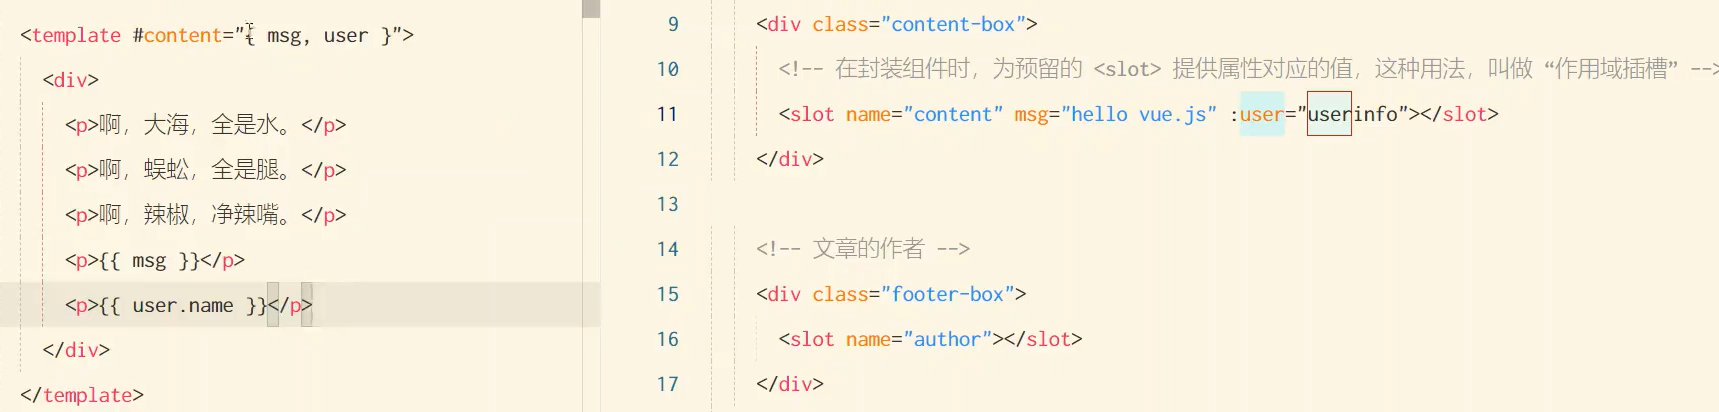 <template #content="{ msg, user }">
<div>
<p>啊，大海，全是水。</p>
<p>啊，蜈蚣，全是腿。</p>
<p>啊，辣椒，净辣嘴。</p>
<p>{{ msg }}</p>
<p>{{ user.name }}</p>
</div>
</template>
9 <div class="content-box">
10 <!-- 在封装组件时，为预留的 <slot> 提供属性对应的值，这种用法，叫做 “作用域插槽” -->
11 <slot name="content" msg="hello vue.js" :user="userinfo"></slot>
12 </div>
13
14 <!-- 文章的作者 -->
15 <div class="footer-box">
16 <slot name="author"></slot>
17 </div>